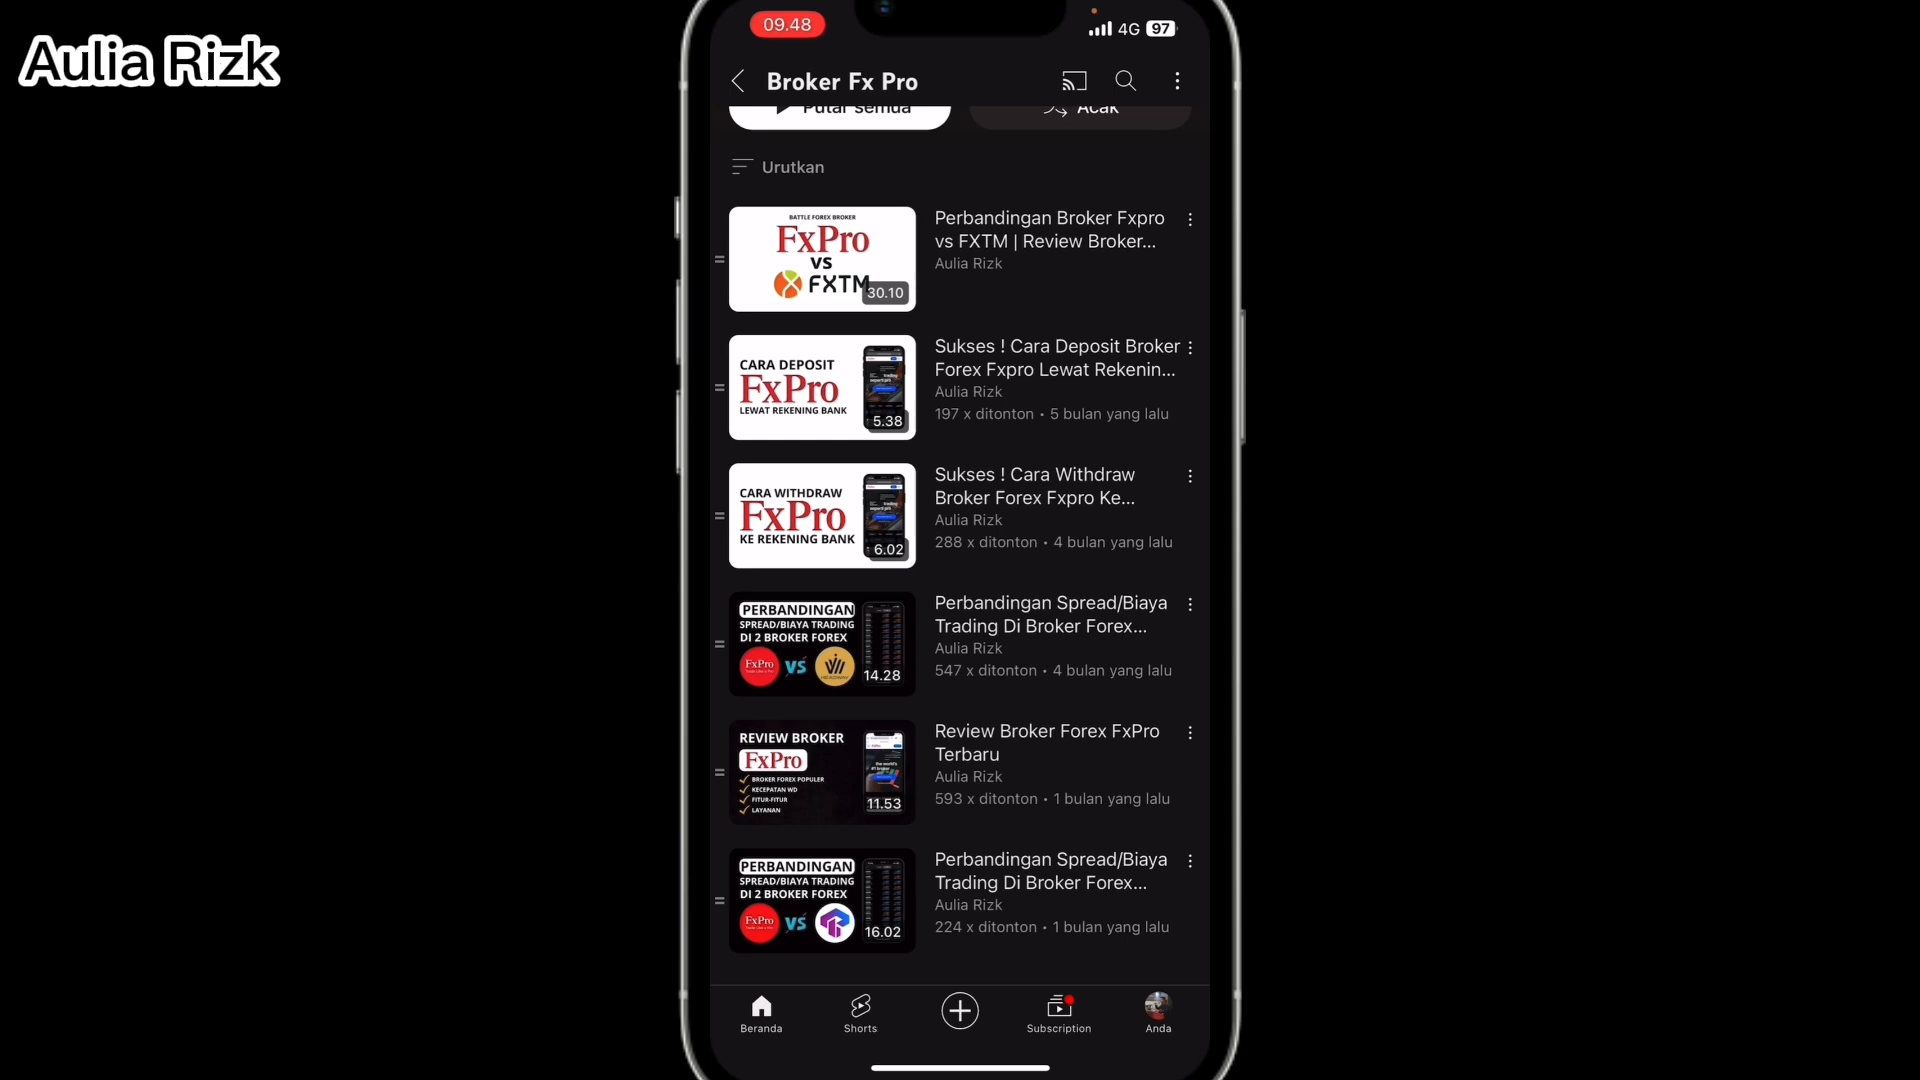 Aulia Rizk
09.48
4G 97
Broker Fx Pro
Putar semua
Acak
Urutkan
BATTLE FOREX BROKER
FxPro
VS
FXTM
30.10
Perbandingan Broker Fxpro
vs FXTM | Review Broker...
Aulia Rizk
CARA DEPOSIT
FxPro
LEWAT REKENING BANK
5.38
Sukses ! Cara Deposit Broker
Forex Fxpro Lewat Rekenin...
Aulia Rizk
197 x ditonton • 5 bulan yang lalu
CARA WITHDRAW
FxPro
KE REKENING BANK
6.02
Sukses ! Cara Withdraw
Broker Forex Fxpro Ke...
Aulia Rizk
288 x ditonton • 4 bulan yang lalu
PERBANDINGAN
SPREAD/BIAYA TRADING
DI 2 BROKER FOREX
FxPro
VS
HEADWAY
14.28
Perbandingan Spread/Biaya
Trading Di Broker Forex...
Aulia Rizk
547 x ditonton • 4 bulan yang lalu
REVIEW BROKER
FxPro
BROKER FOREX POPULER
KECEPATAN WD
FITUR-FITUR
LAYANAN
11.53
Review Broker Forex FxPro
Terbaru
Aulia Rizk
593 x ditonton • 1 bulan yang lalu
PERBANDINGAN
SPREAD/BIAYA TRADING
DI 2 BROKER FOREX
FxPro
VS
16.02
Perbandingan Spread/Biaya
Trading Di Broker Forex...
Aulia Rizk
224 x ditonton • 1 bulan yang lalu
Beranda
Shorts
Subscription
Anda